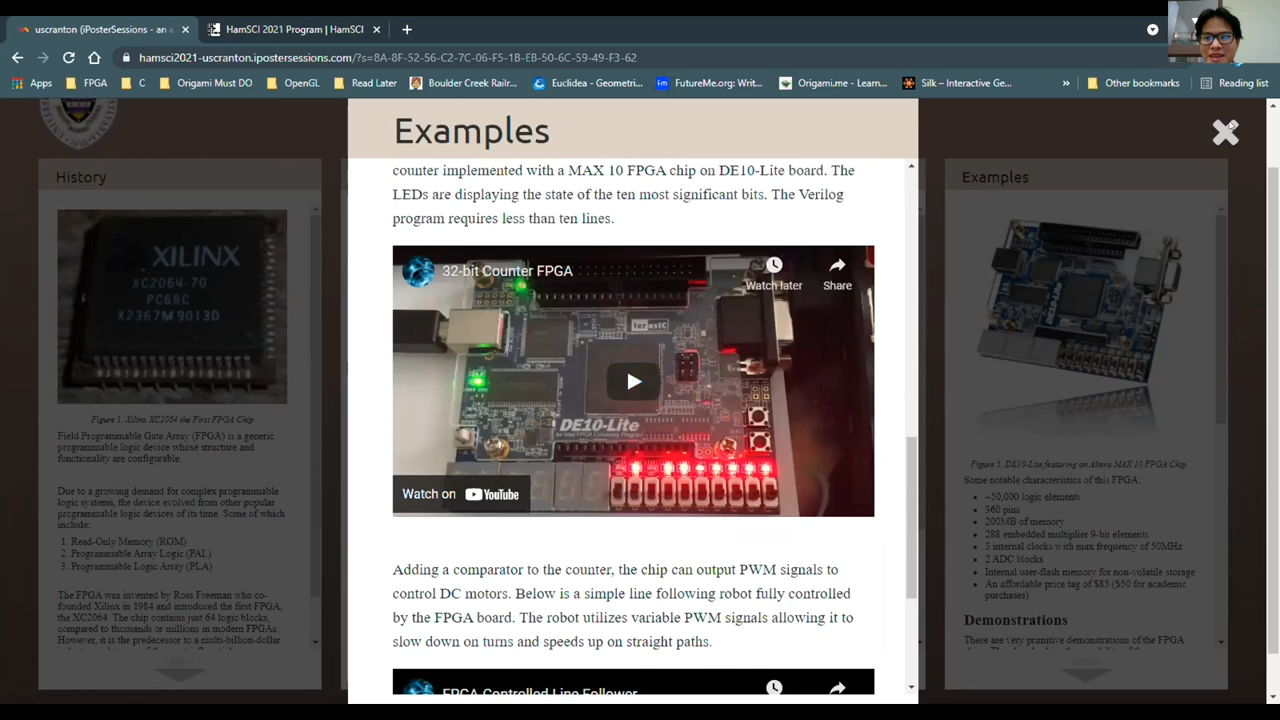 uscranton (iPosterSessions - an a
HamSCI 2021 Program | HamSCI
hamsci2021-uscranton.ipostersessions.com/?s=8A-8F-52-56-C2-7C-06-F5-1B-EB-50-6C-59-49-F3-62
Apps
FPGA
C
Origami Must DO
OpenGL
Read Later
Boulder Creek Railr...
Euclidea - Geometri...
FutureMe.org: Writ...
Origami.me - Learn...
Silk – Interactive Ge...
Other bookmarks
Reading list
History
XILINX
XC2064-70
PC68C
X2367M 9013D
Figure 1. Xilinx XC2064 the First FPGA Chip
Field Programmable Gate Array (FPGA) is a generic
programmable logic device whose structure and
functionality are configurable.
Due to a growing demand for complex programmable
logic systems, the device evolved from other popular
programmable logic devices of its time. Some of which
include:
1. Read-Only Memory (ROM)
2. Programmable Array Logic (PAL)
3. Programmable Logic Array (PLA)
The FPGA was invented by Ross Freeman who co-
founded Xilinx in 1984 and introduced the first FPGA,
the XC2064. The chip contains just 64 logic blocks,
compared to thousands or millions in modern FPGAs.
However, it is the predecessor to a multi-billion-dollar
Examples
counter implemented with a MAX 10 FPGA chip on DE10-Lite board. The
LEDs are displaying the state of the ten most significant bits. The Verilog
program requires less than ten lines.
32-bit Counter FPGA
Watch later
Share
terasIC
DE10-Lite
for Intel FPGA University Program
Watch on YouTube
Adding a comparator to the counter, the chip can output PWM signals to
control DC motors. Below is a simple line following robot fully controlled
by the FPGA board. The robot utilizes variable PWM signals allowing it to
slow down on turns and speeds up on straight paths.
FPGA Controlled Line Follower
Examples
Figure 3. DE10-Lite featuring an Altera MAX 10 FPGA Chip
Some notable characteristics of this FPGA:
• ~50,000 logic elements
• 360 pins
• 200MB of memory
• 288 embedded multiplier 9-bit elements
• 3 internal clocks with max frequency of 50MHz
• 2 ADC blocks
• Internal user-flash memory for non-volatile storage
• An affordable price tag of $85 ($50 for academic
purchases)
Demonstrations
These are very primitive demonstrations of the FPGA